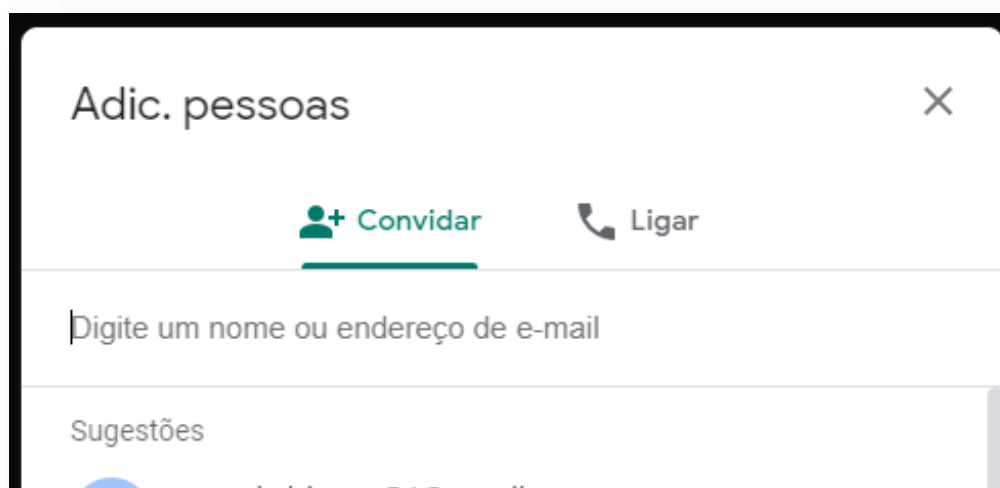 Adic. pessoas
Convidar
Ligar
Digite um nome ou endereço de e-mail
Sugestões